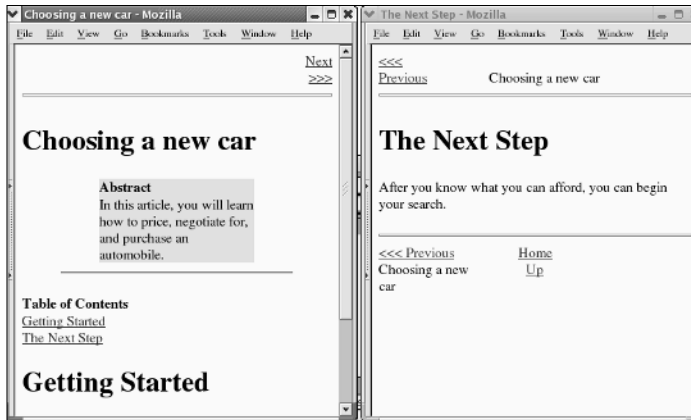 Choosing a new car - Mozilla
File Edit View Go Bookmarks Tools Window Help
Next
>>>
Choosing a new car
Abstract
In this article, you will learn
how to price, negotiate for,
and purchase an
automobile.
Table of Contents
Getting Started
The Next Step
Getting Started
The Next Step - Mozilla
File Edit View Go Bookmarks Tools Window Help
<<<
Previous Choosing a new car
The Next Step
After you know what you can afford, you can begin
your search.
<<< Previous Home
Choosing a new Up
car